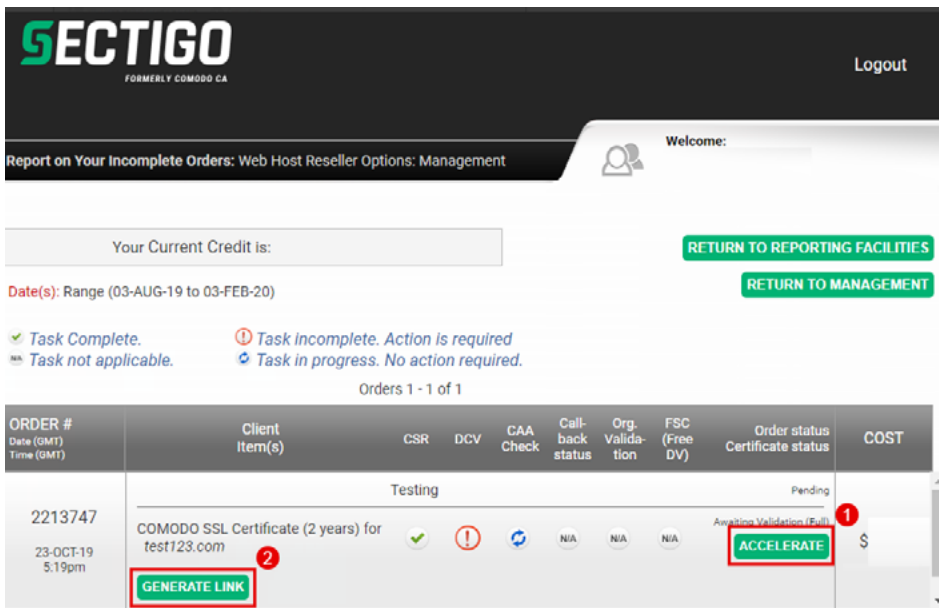 SECTIGO
FORMERLY COMODO CA
Logout
Welcome:
Report on Your Incomplete Orders: Web Host Reseller Options: Management
Your Current Credit is:
RETURN TO REPORTING FACILITIES
Date(s): Range (03-AUG-19 to 03-FEB-20)
RETURN TO MANAGEMENT
Task Complete.
Task incomplete. Action is required
N/A Task not applicable.
Task in progress. No action required.
Orders 1 - 1 of 1
ORDER #
Date (GMT)
Time (GMT)
Client
Item(s)
CSR
DCV
CAA
Check
Call-
back
status
Org.
Valida-
tion
FSC
(Free
DV)
Order status
Certificate status
COST
Testing
Pending
2213747
23-OCT-19
5:19pm
COMODO SSL Certificate (2 years) for
test123.com
N/A
N/A
N/A
Awaiting Validation (Full)
1
ACCELERATE
$
2
GENERATE LINK